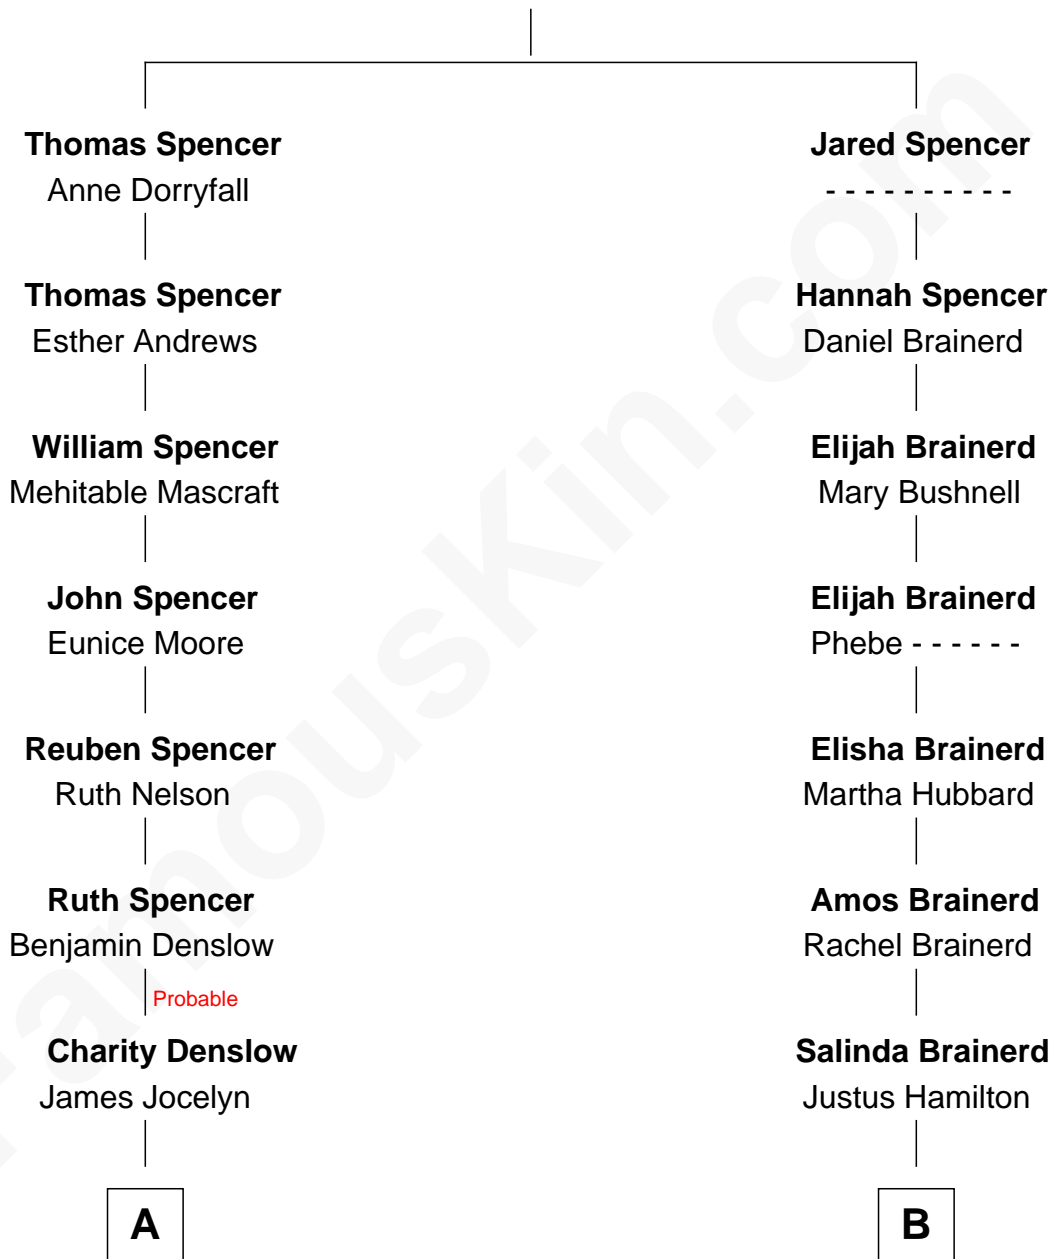 Thomas Spencer
Anne Dorryfall
Thomas Spencer
Esther Andrews
William Spencer
Mehitable Mascraft
John Spencer
Eunice Moore
Reuben Spencer
Ruth Nelson
Ruth Spencer
Benjamin Denslow
Probable
Charity Denslow
James Jocelyn
A
Jared Spencer
- - - - - - - - - -
Hannah Spencer
Daniel Brainerd
Elijah Brainerd
Mary Bushnell
Elijah Brainerd
Phebe - - - - - -
Elisha Brainerd
Martha Hubbard
Amos Brainerd
Rachel Brainerd
Salinda Brainerd
Justus Hamilton
B
FamousKin.com